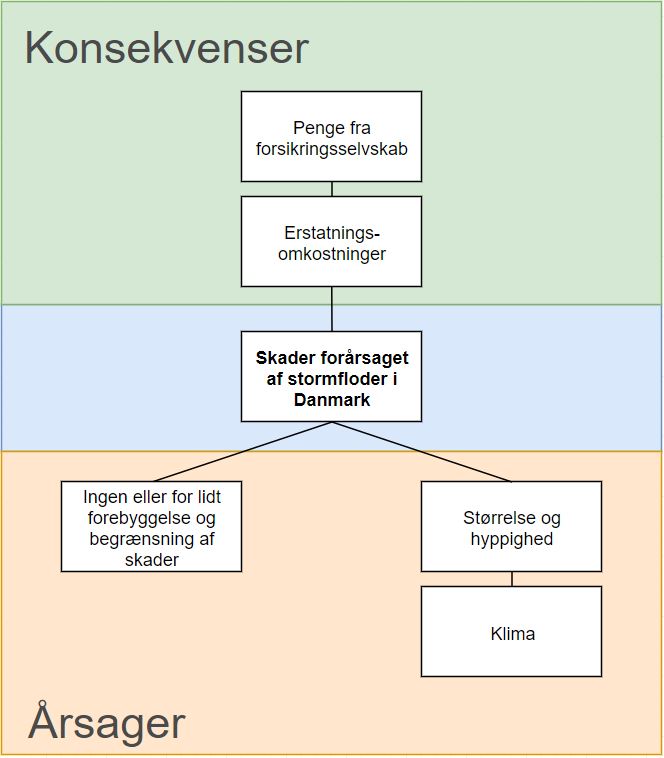 Konsekvenser
Penge fra
forsikringsselvskab
Erstatnings-
omkostninger
Skader forårsaget
af stormfloder i
Danmark
Ingen eller for lidt
forebyggelse og
begrænsning af
skader
Størrelse og
hyppighed
Klima
Årsager